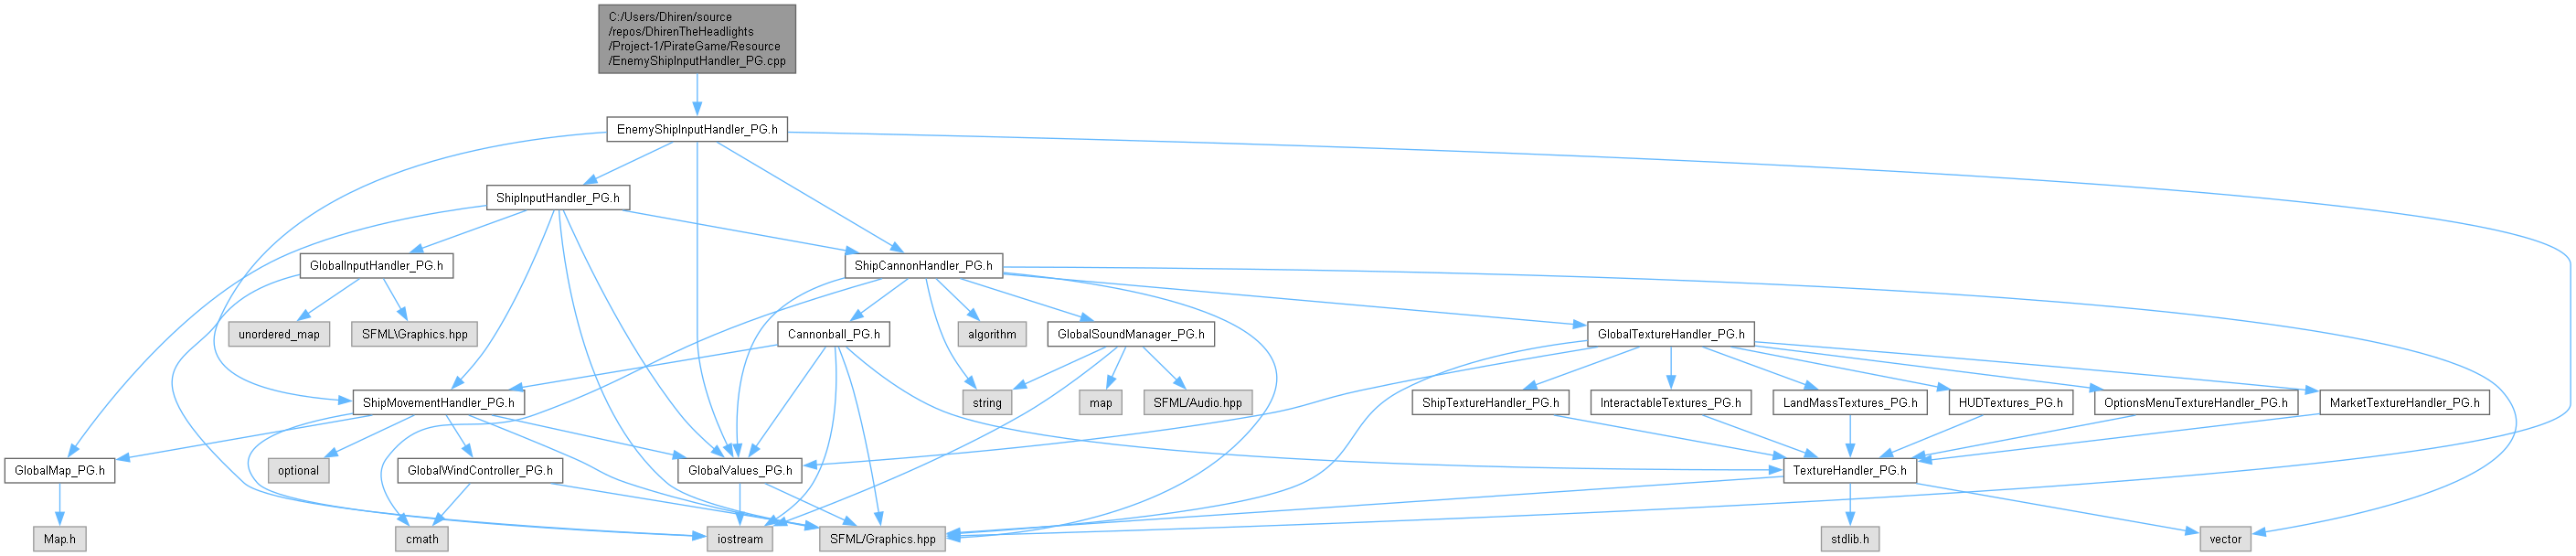 C:/Users/Dhiren/source
/repos/DhirenTheHeadlights
/Project-1/PirateGame/Resource
/EnemyShipInputHandler_PG.cpp
EnemyShipInputHandler_PG.h
ShipInputHandler_PG.h
GlobalInputHandler_PG.h
ShipCannonHandler_PG.h
unordered_map
SFML\Graphics.hpp
Cannonball_PG.h
algorithm
GlobalSoundManager_PG.h
GlobalTextureHandler_PG.h
ShipMovementHandler_PG.h
string
map
SFML/Audio.hpp
ShipTextureHandler_PG.h
InteractableTextures_PG.h
LandMassTextures_PG.h
HUDTextures_PG.h
OptionsMenuTextureHandler_PG.h
MarketTextureHandler_PG.h
GlobalMap_PG.h
optional
GlobalWindController_PG.h
GlobalValues_PG.h
TextureHandler_PG.h
Map.h
cmath
iostream
SFML/Graphics.hpp
stdlib.h
vector